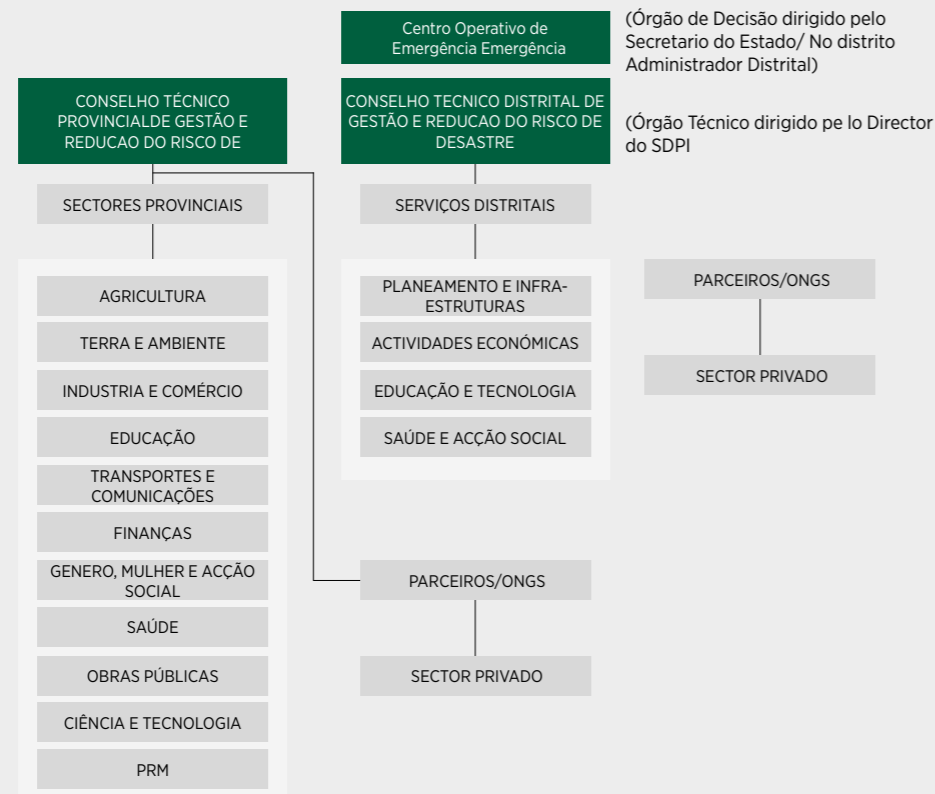 Centro Operativo de
Emergência Emergência
(Órgão de Decisão dirigido pelo
Secretario do Estado/ No distrito
Administrador Distrital)
CONSELHO TÉCNICO
PROVINCIALDE GESTÃO E
REDUCAO DO RISCO DE
CONSELHO TECNICO DISTRITAL DE
GESTÃO E REDUCAO DO RISCO DE
DESASTRE
(Órgão Técnico dirigido pe lo Director
do SDPI
SECTORES PROVINCIAIS
AGRICULTURA
TERRA E AMBIENTE
INDUSTRIA E COMÉRCIO
EDUCAÇÃO
TRANSPORTES E
COMUNICAÇÕES
FINANÇAS
GENERO, MULHER E ACÇÃO
SOCIAL
SAÚDE
OBRAS PÚBLICAS
CIÊNCIA E TECNOLOGIA
PRM
SERVIÇOS DISTRITAIS
PLANEAMENTO E INFRA-
ESTRUTURAS
ACTIVIDADES ECONÓMICAS
EDUCAÇÃO E TECNOLOGIA
SAÚDE E ACÇÃO SOCIAL
PARCEIROS/ONGS
SECTOR PRIVADO
PARCEIROS/ONGS
SECTOR PRIVADO